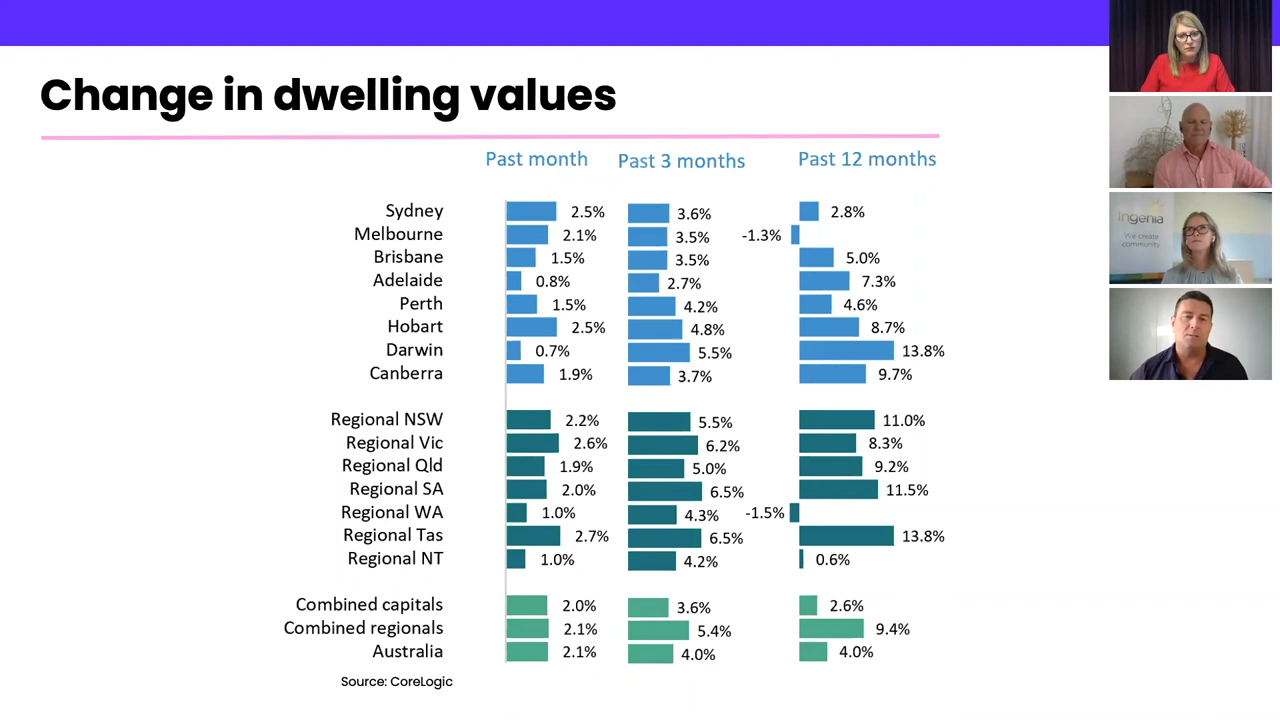 Change in dwelling values
Past month Past 3 months Past 12 months
Sydney 2.5% 3.6% 2.8%
Melbourne 2.1% 3.5% -1.3%
Brisbane 1.5% 3.5% 5.0%
Adelaide 0.8% 2.7% 7.3%
Perth 1.5% 4.2% 4.6%
Hobart 2.5% 4.8% 8.7%
Darwin 0.7% 5.5% 13.8%
Canberra 1.9% 3.7% 9.7%
Regional NSW 2.2% 5.5% 11.0%
Regional Vic 2.6% 6.2% 8.3%
Regional Qld 1.9% 5.0% 9.2%
Regional SA 2.0% 6.5% 11.5%
Regional WA 1.0% 4.3% -1.5%
Regional Tas 2.7% 6.5% 13.8%
Regional NT 1.0% 4.2% 0.6%
Combined capitals 2.0% 3.6% 2.6%
Combined regionals 2.1% 5.4% 9.4%
Australia 2.1% 4.0% 4.0%
Source: CoreLogic
Ingenia
We create
community